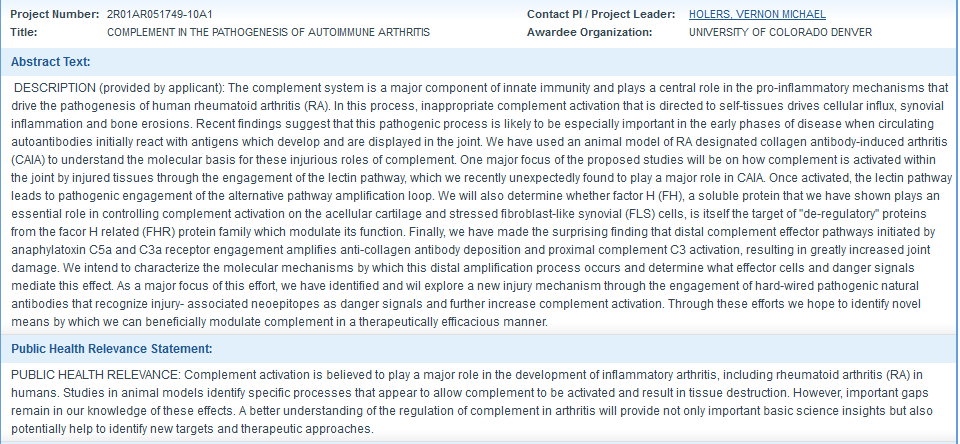 Project Number: 2R01AR051749-10A1 Contact PI / Project Leader: HOLERS, VERNON MICHAEL
Title: COMPLEMENT IN THE PATHOGENESIS OF AUTOIMMUNE ARTHRITIS Awardee Organization: UNIVERSITY OF COLORADO DENVER
Abstract Text:
DESCRIPTION (provided by applicant): The complement system is a major component of innate immunity and plays a central role in the pro-inflammatory mechanisms that
drive the pathogenesis of human rheumatoid arthritis (RA). In this process, inappropriate complement activation that is directed to self-tissues drives cellular influx, synovial
inflammation and bone erosions. Recent findings suggest that this pathogenic process is likely to be especially important in the early phases of disease when circulating
autoantibodies initially react with antigens which develop and are displayed in the joint. We have used an animal model of RA designated collagen antibody-induced arthritis
(CAIA) to understand the molecular basis for these injurious roles of complement. One major focus of the proposed studies will be on how complement is activated within
the joint by injured tissues through the engagement of the lectin pathway, which we recently unexpectedly found to play a major role in CAIA. Once activated, the lectin pathway
leads to pathogenic engagement of the alternative pathway amplification loop. We will also determine whether factor H (FH), a soluble protein that we have shown plays an
essential role in controlling complement activation on the acellular cartilage and stressed fibroblast-like synovial (FLS) cells, is itself the target of "de-regulatory" proteins
from the facor H related (FHR) protein family which modulate its function. Finally, we have made the surprising finding that distal complement effector pathways initiated by
anaphylatoxin C5a and C3a receptor engagement amplifies anti-collagen antibody deposition and proximal complement C3 activation, resulting in greatly increased joint
damage. We intend to characterize the molecular mechanisms by which this distal amplification process occurs and determine what effector cells and danger signals
mediate this effect. As a major focus of this effort, we have identified and wil explore a new injury mechanism through the engagement of hard-wired pathogenic natural
antibodies that recognize injury- associated neoepitopes as danger signals and further increase complement activation. Through these efforts we hope to identify novel
means by which we can beneficially modulate complement in a therapeutically efficacious manner.
Public Health Relevance Statement:
PUBLIC HEALTH RELEVANCE: Complement activation is believed to play a major role in the development of inflammatory arthritis, including rheumatoid arthritis (RA) in
humans. Studies in animal models identify specific processes that appear to allow complement to be activated and result in tissue destruction. However, important gaps
remain in our knowledge of these effects. A better understanding of the regulation of complement in arthritis will provide not only important basic science insights but also
potentially help to identify new targets and therapeutic approaches.